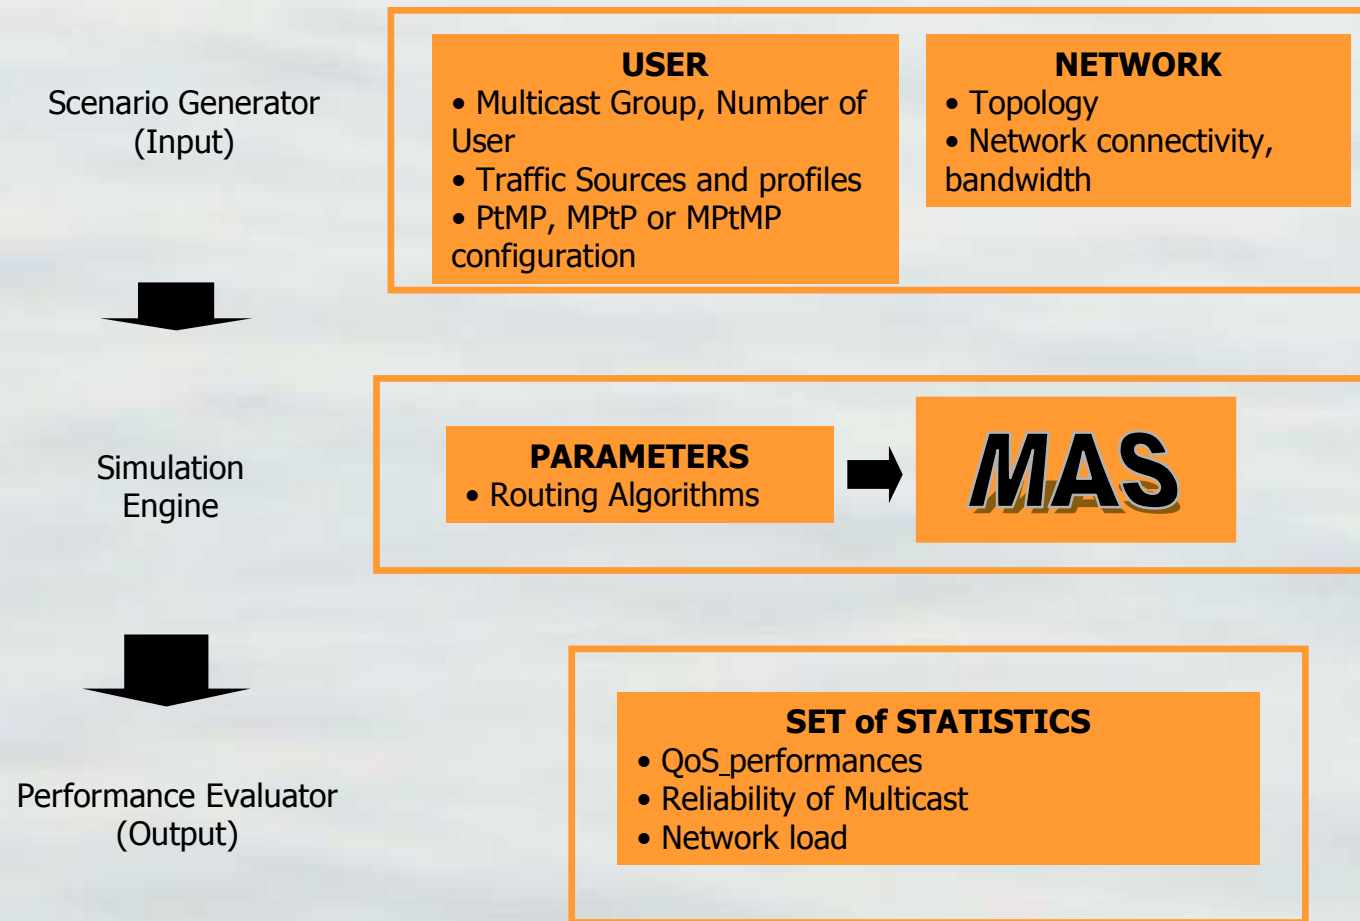 Scenario Generator
(Input)
USER
• Multicast Group, Number of
User
• Traffic Sources and profiles
• PtMP, MPtP or MPtMP
configuration
NETWORK
• Topology
• Network connectivity,
bandwidth
Simulation
Engine
PARAMETERS
• Routing Algorithms
MAS
Performance Evaluator
(Output)
SET of STATISTICS
• QoS performances
• Reliability of Multicast
• Network load